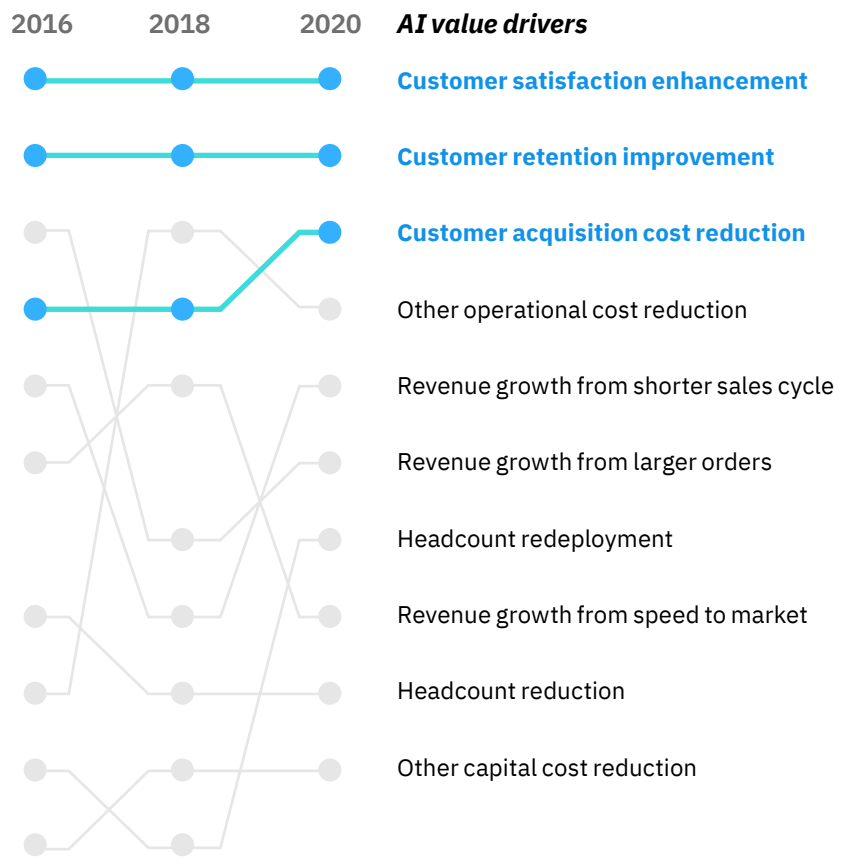 2016 2018 2020 AI value drivers
Customer satisfaction enhancement
Customer retention improvement
Customer acquisition cost reduction
Other operational cost reduction
Revenue growth from shorter sales cycle
Revenue growth from larger orders
Headcount redeployment
Revenue growth from speed to market
Headcount reduction
Other capital cost reduction